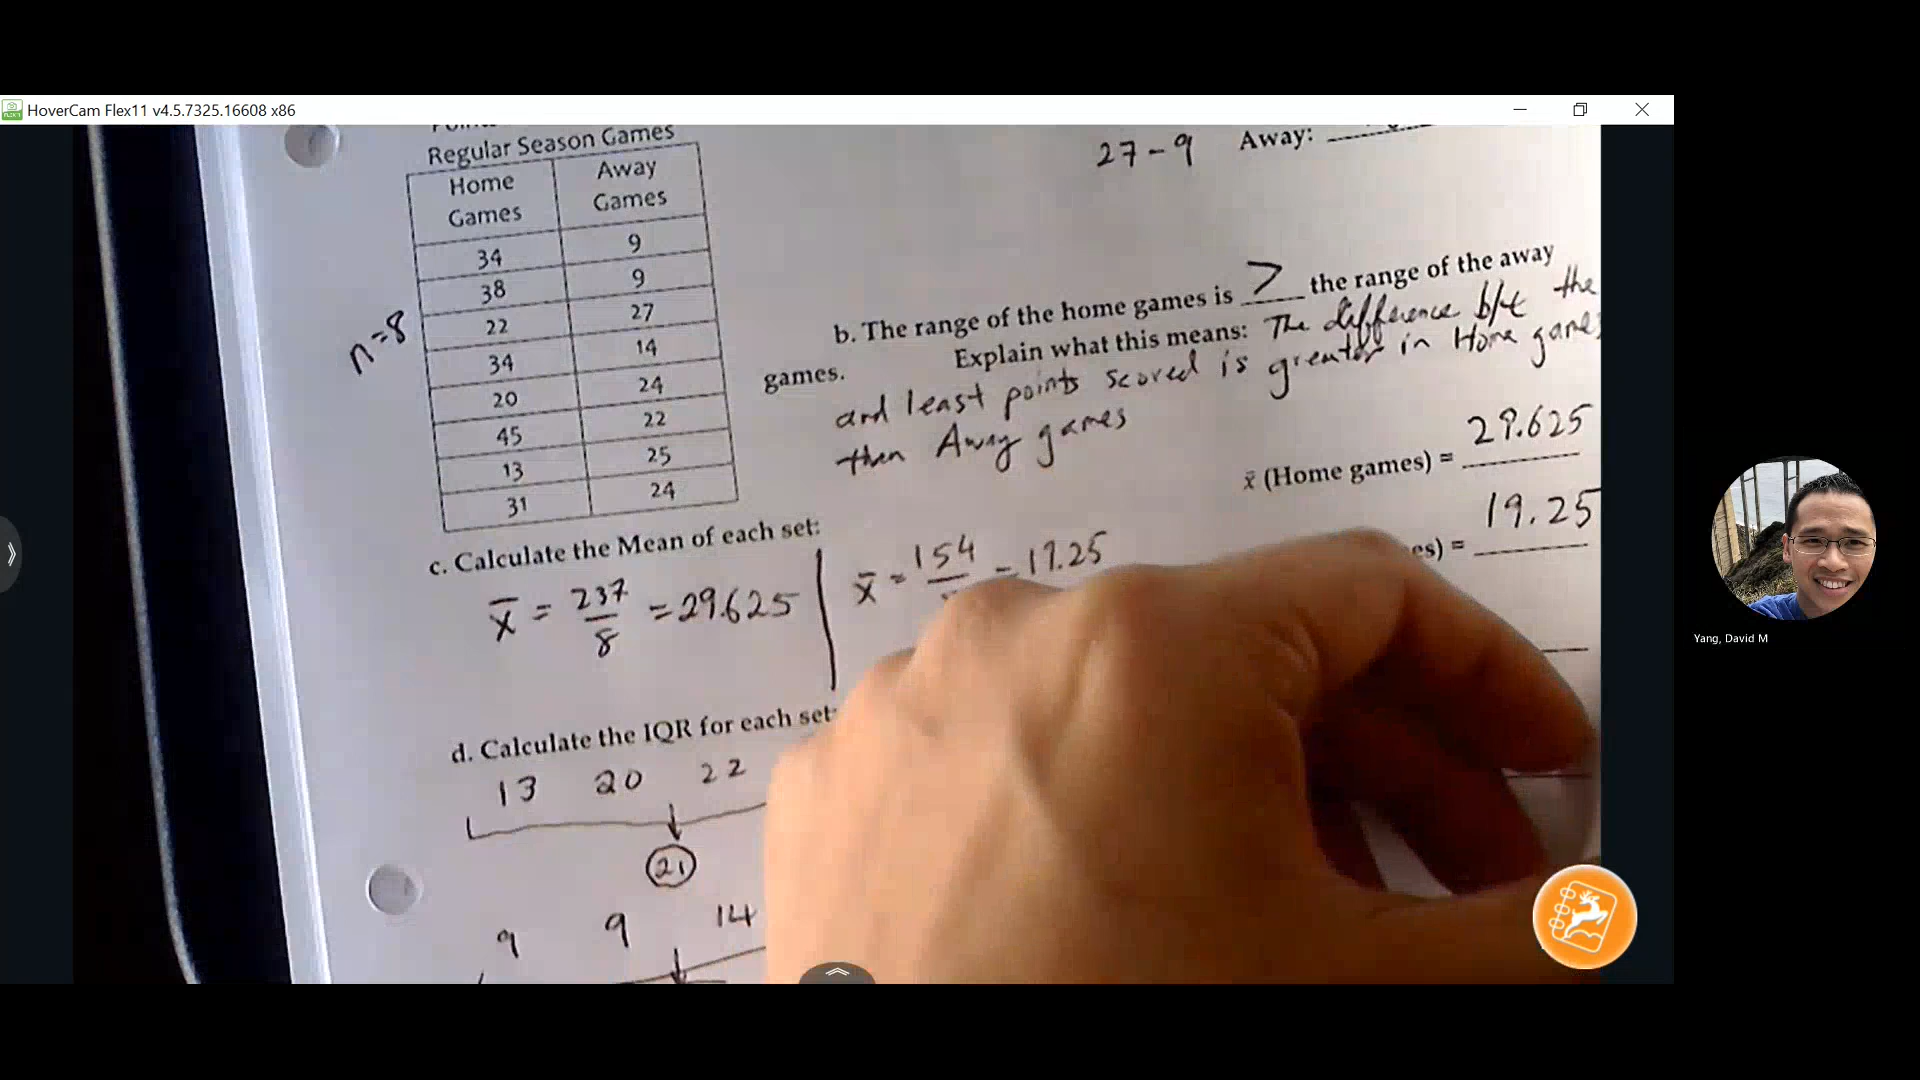 HoverCam Flex11 v4.5.7325.16608 x86
Regular Season Games
Home Games Away Games
34 9
38 9
22 27
34 14
20 24
45 22
13 25
31 24
n=8
27-9 Away:
b. The range of the home games is > the range of the away
games. Explain what this means: The difference b/t the
and least points scored is greater in Home games
then Away games
x̄ (Home games) = 29.625
es) = 19.25
c. Calculate the Mean of each set:
x̄ = 237/8 = 29.625 x̄ = 154 = 19.25
d. Calculate the IQR for each set
13 20 22
21
9 9 14
Yang, David M